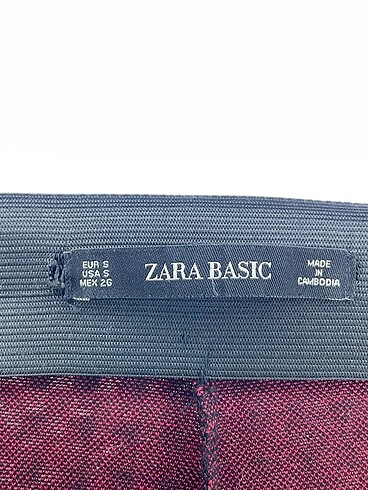 EUR S
USA S
MEX 26
ZARA BASIC
MADE
IN
CAMBODIA